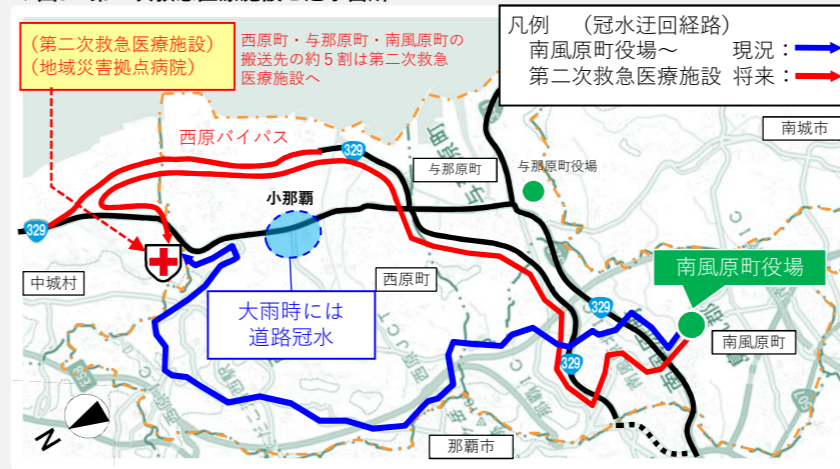 (第二次救急医療施設)
(地域災害拠点病院)
西原町・与那原町・南風原町の
搬送先の約5割は第二次救急
医療施設へ
凡例 (冠水迂回経路)
南風原町役場～ 現況：
第二次救急医療施設 将来：
南城市
西原バイパス
329
与那原町
与那原町役場
小那覇
329
中城村
西原町
大雨時には
道路冠水
南風原町役場
329
南風原町
329
那覇市
N